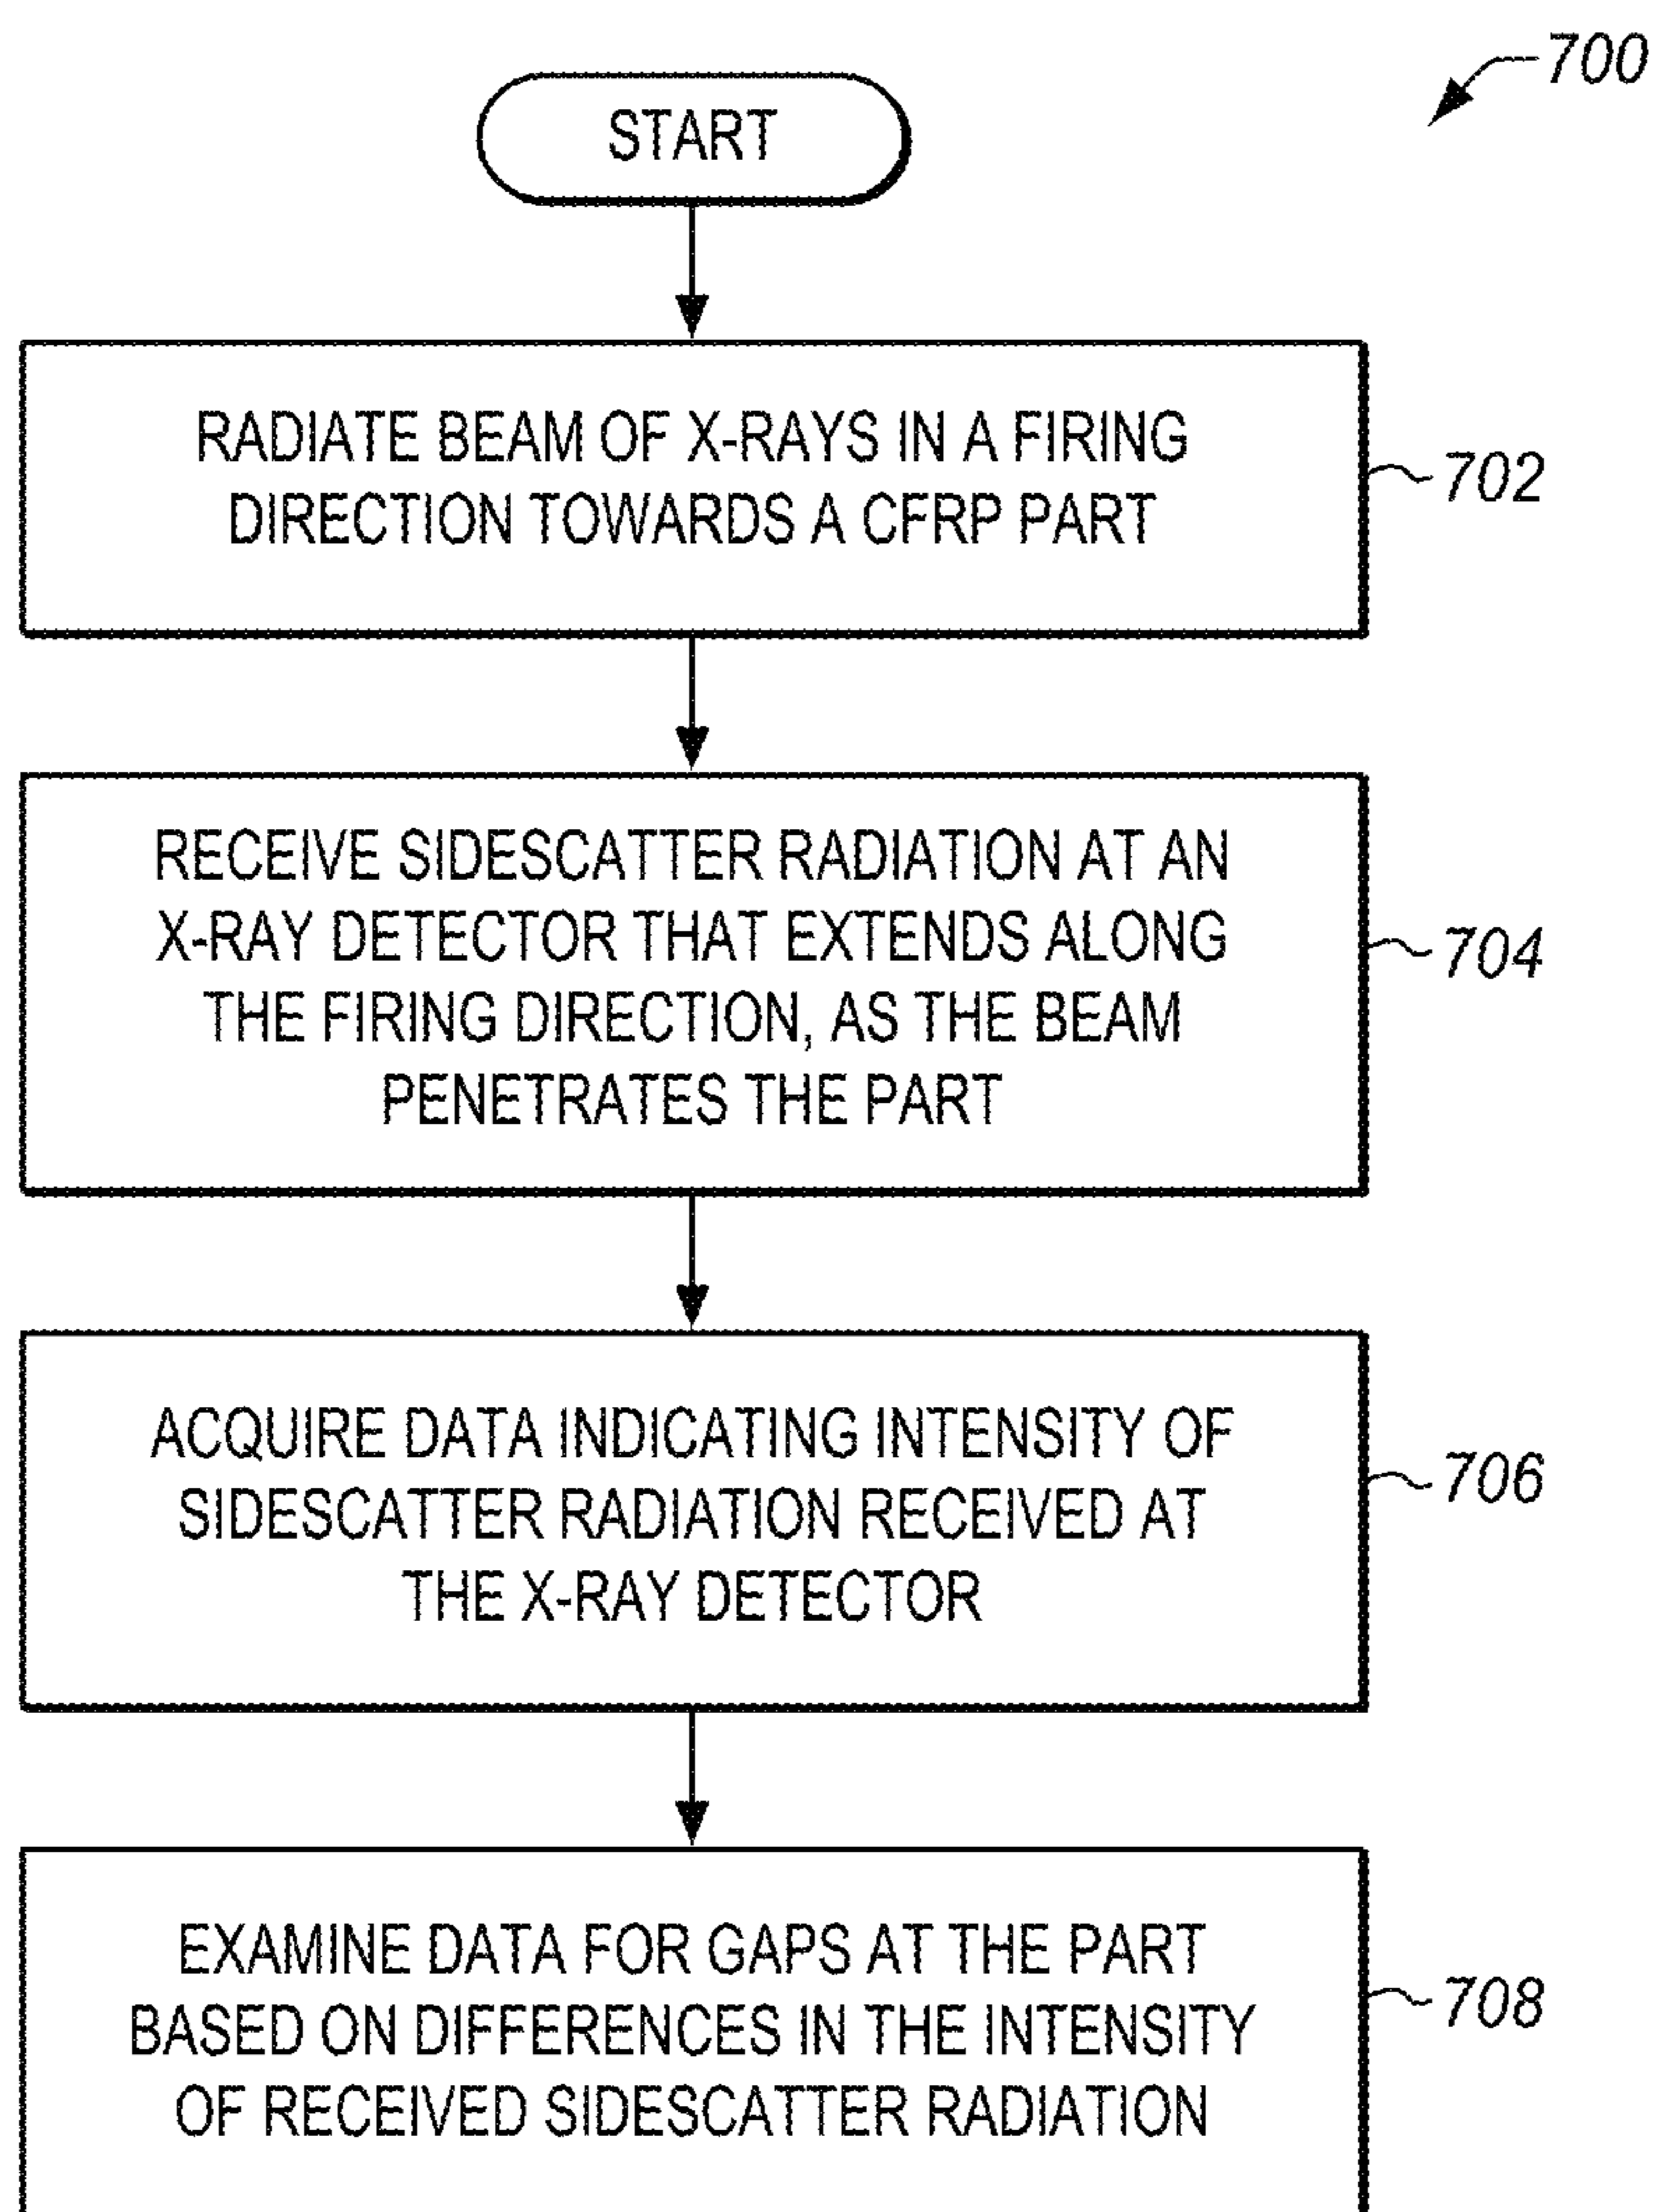 700
START
RADIATE BEAM OF X-RAYS IN A FIRING
DIRECTION TOWARDS A CFRP PART
702
RECEIVE SIDESCATTER RADIATION AT AN
X-RAY DETECTOR THAT EXTENDS ALONG
THE FIRING DIRECTION, AS THE BEAM
PENETRATES THE PART
704
ACQUIRE DATA INDICATING INTENSITY OF
SIDESCATTER RADIATION RECEIVED AT
THE X-RAY DETECTOR
706
EXAMINE DATA FOR GAPS AT THE PART
BASED ON DIFFERENCES IN THE INTENSITY
OF RECEIVED SIDESCATTER RADIATION
708